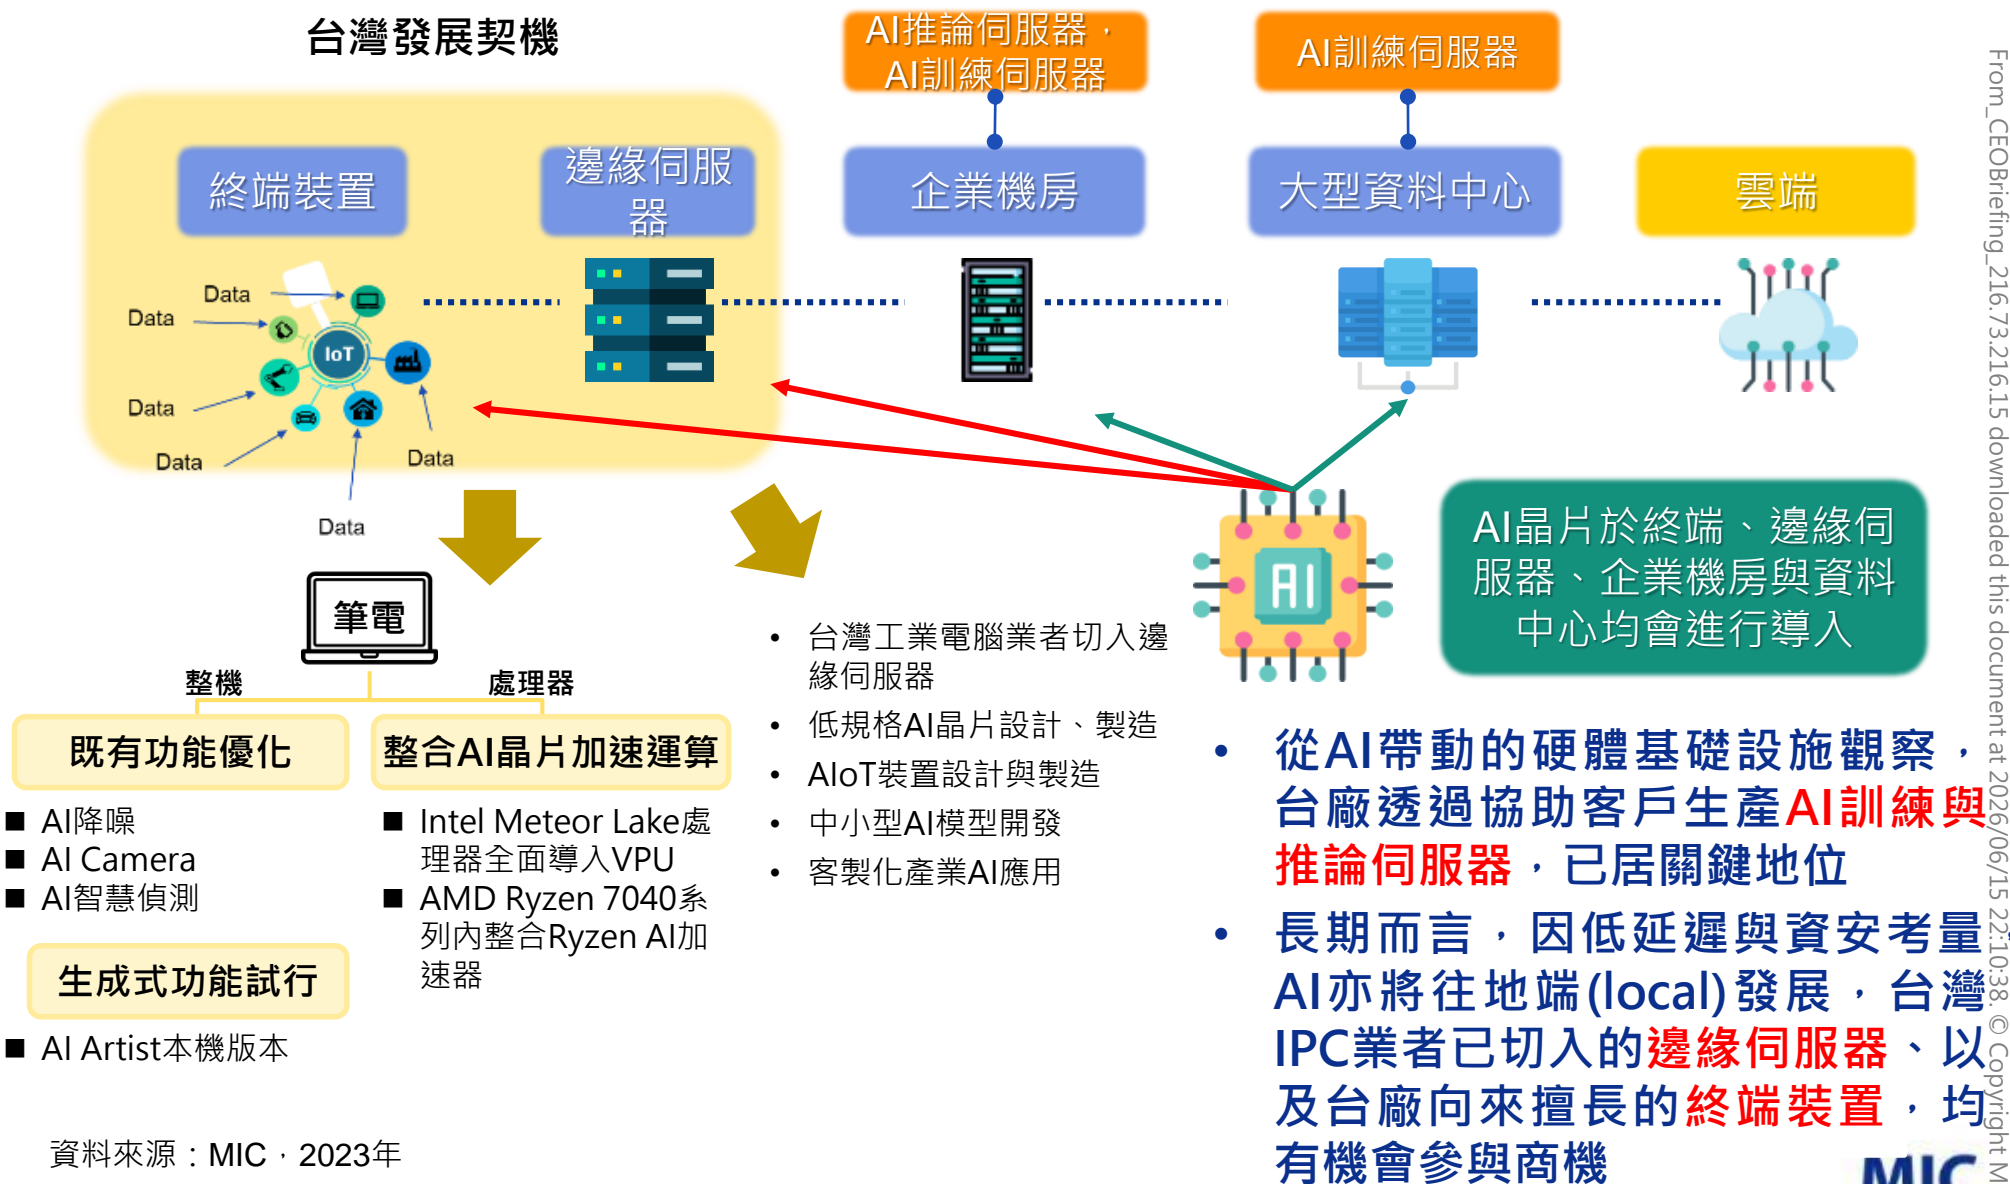 台灣發展契機
AI推論伺服器，
AI訓練伺服器
AI訓練伺服器
終端裝置
邊緣伺服
器
企業機房
大型資料中心
雲端
Data
Data
IoT
Data
Data
Data
Data
AI
AI晶片於終端、邊緣伺
服器、企業機房與資料
中心均會進行導入
筆電
整機
處理器
既有功能優化
■ AI降噪
■ AI Camera
■ AI智慧偵測
生成式功能試行
■ AI Artist本機版本
整合AI晶片加速運算
■ Intel Meteor Lake處
理器全面導入VPU
■ AMD Ryzen 7040系
列內整合Ryzen AI加
速器
• 台灣工業電腦業者切入邊
緣伺服器
• 低規格AI晶片設計、製造
• AIoT裝置設計與製造
• 中小型AI模型開發
• 客製化產業AI應用
• 從AI帶動的硬體基礎設施觀察，
台廠透過協助客戶生產AI訓練與
推論伺服器，已居關鍵地位
• 長期而言，因低延遲與資安考量
AI亦將往地端(local)發展，台灣
IPC業者已切入的邊緣伺服器、以
及台廠向來擅長的終端裝置，均
有機會參與商機
資料來源：MIC，2023年
MIC
From_CEOBriefing_216.73.216.15 downloaded this document at 2026/06/15 22:10:38. © Copyright M